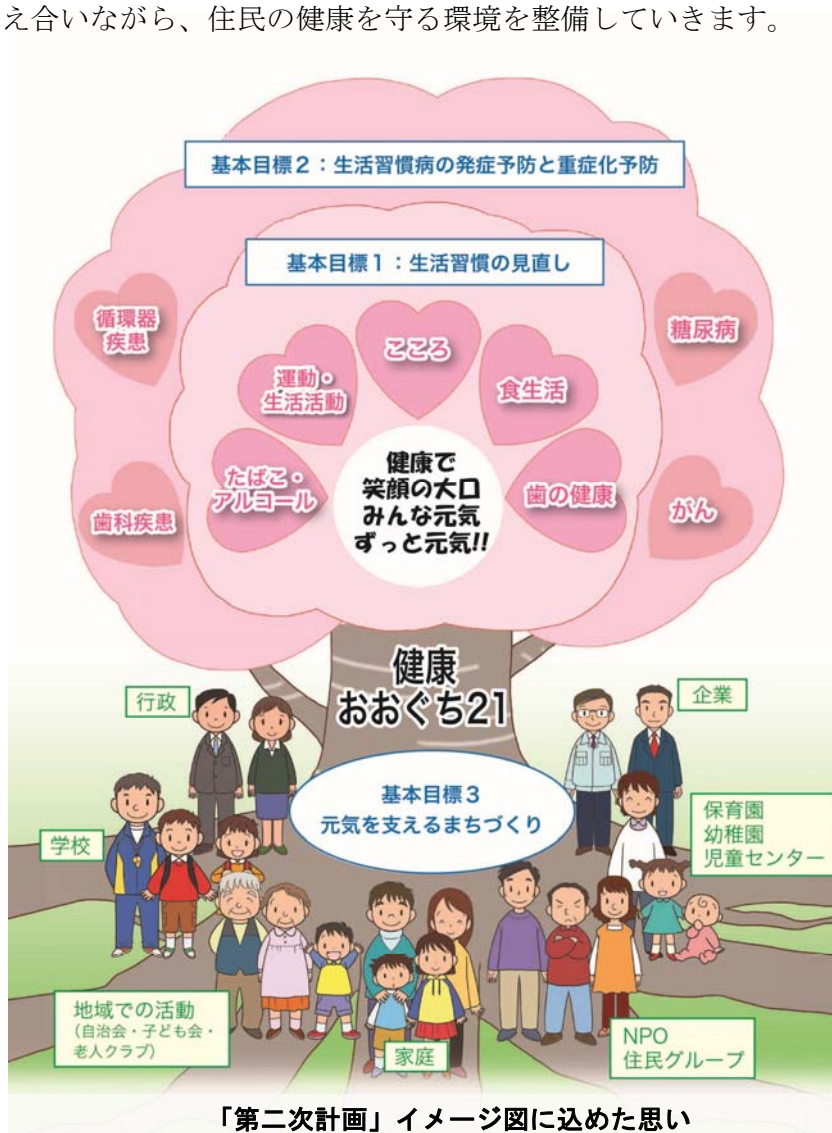 え合いながら、住民の健康を守る環境を整備していきます。
基本目標2：生活習慣病の発症予防と重症化予防
基本目標1：生活習慣の見直し
循環器
疾患
糖尿病
こころ
運動・
生活活動
食生活
たばこ・
アルコール
歯の健康
歯科疾患
がん
健康で
笑顔の大口
みんな元気
ずっと元気!!
健康
おおぐち21
行政
企業
基本目標3
元気を支えるまちづくり
学校
保育園
幼稚園
児童センター
地域での活動
（自治会・子ども会・
老人クラブ）
家庭
NPO
住民グループ
「第二次計画」イメージ図に込めた思い